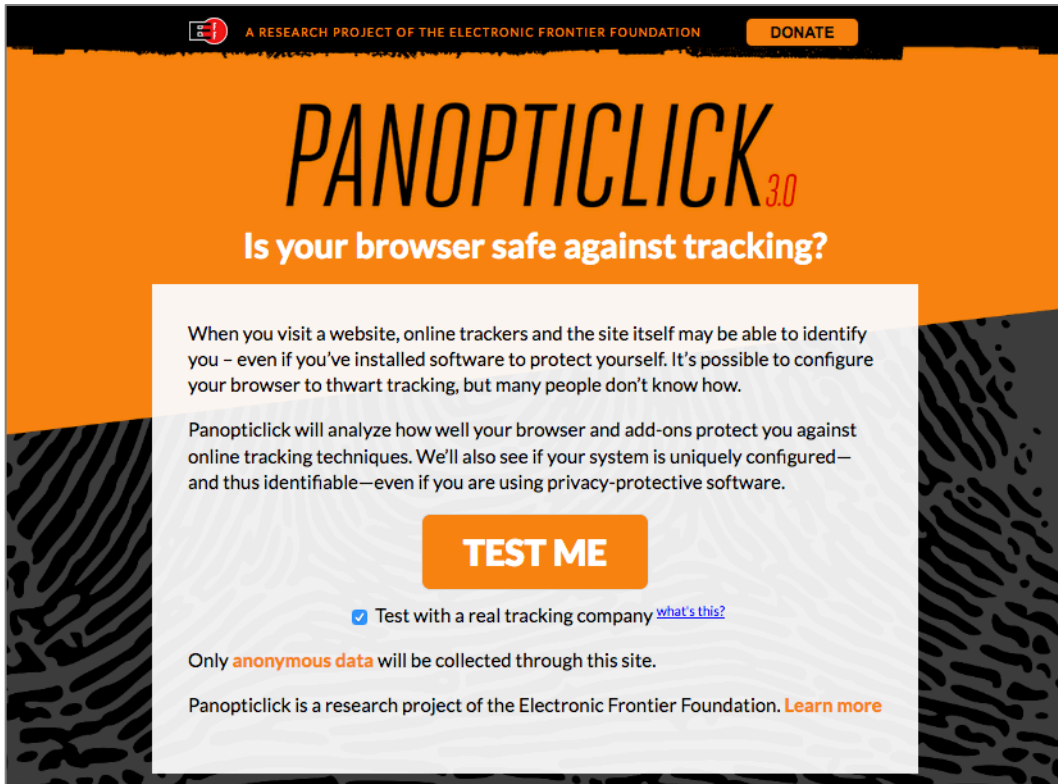 A RESEARCH PROJECT OF THE ELECTRONIC FRONTIER FOUNDATION
DONATE
PANOPTICLICK 3.0
Is your browser safe against tracking?
When you visit a website, online trackers and the site itself may be able to identify
you – even if you've installed software to protect yourself. It's possible to configure
your browser to thwart tracking, but many people don't know how.
Panopticlick will analyze how well your browser and add-ons protect you against
online tracking techniques. We'll also see if your system is uniquely configured—
and thus identifiable—even if you are using privacy-protective software.
TEST ME
Test with a real tracking company what's this?
Only anonymous data will be collected through this site.
Panopticlick is a research project of the Electronic Frontier Foundation. Learn more